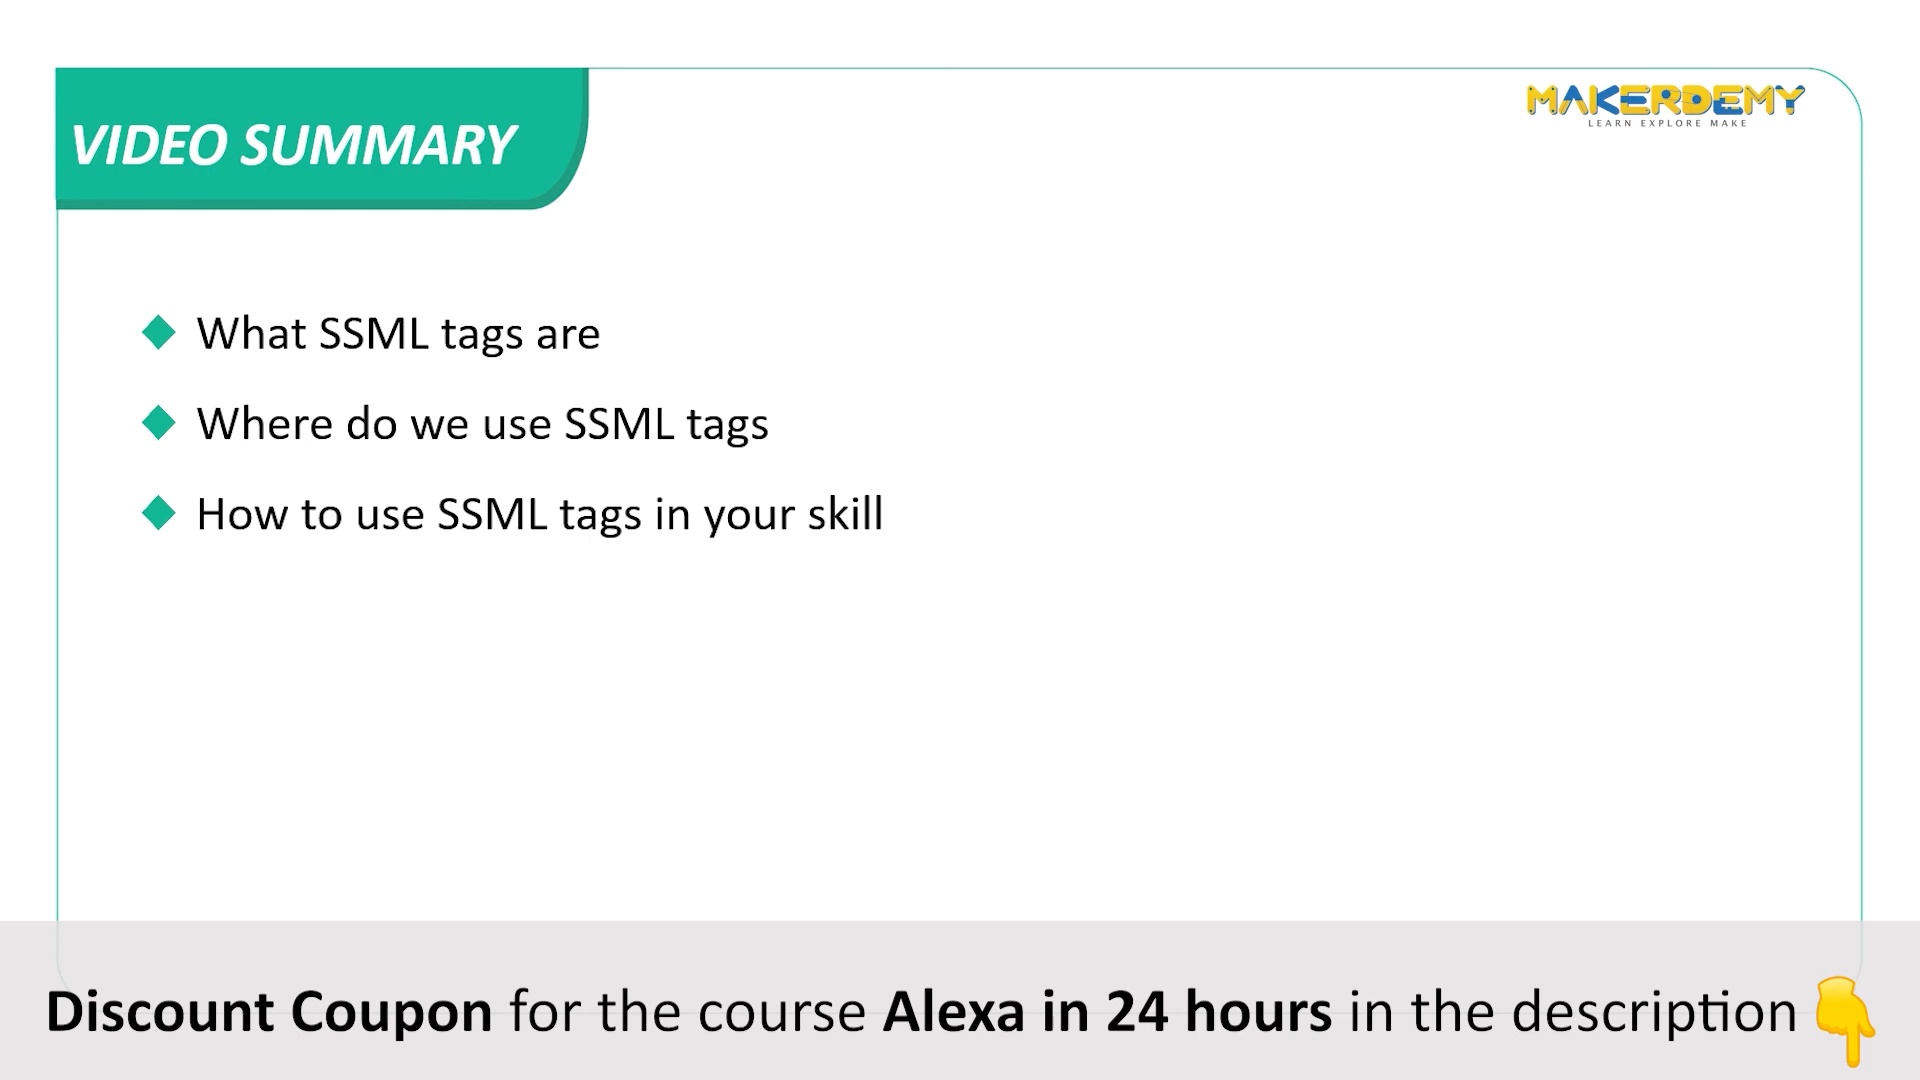 VIDEO SUMMARY
MAKERDEMY
LEARN EXPLORE MAKE
What SSML tags are
Where do we use SSML tags
How to use SSML tags in your skill
Discount Coupon for the course Alexa in 24 hours in the description